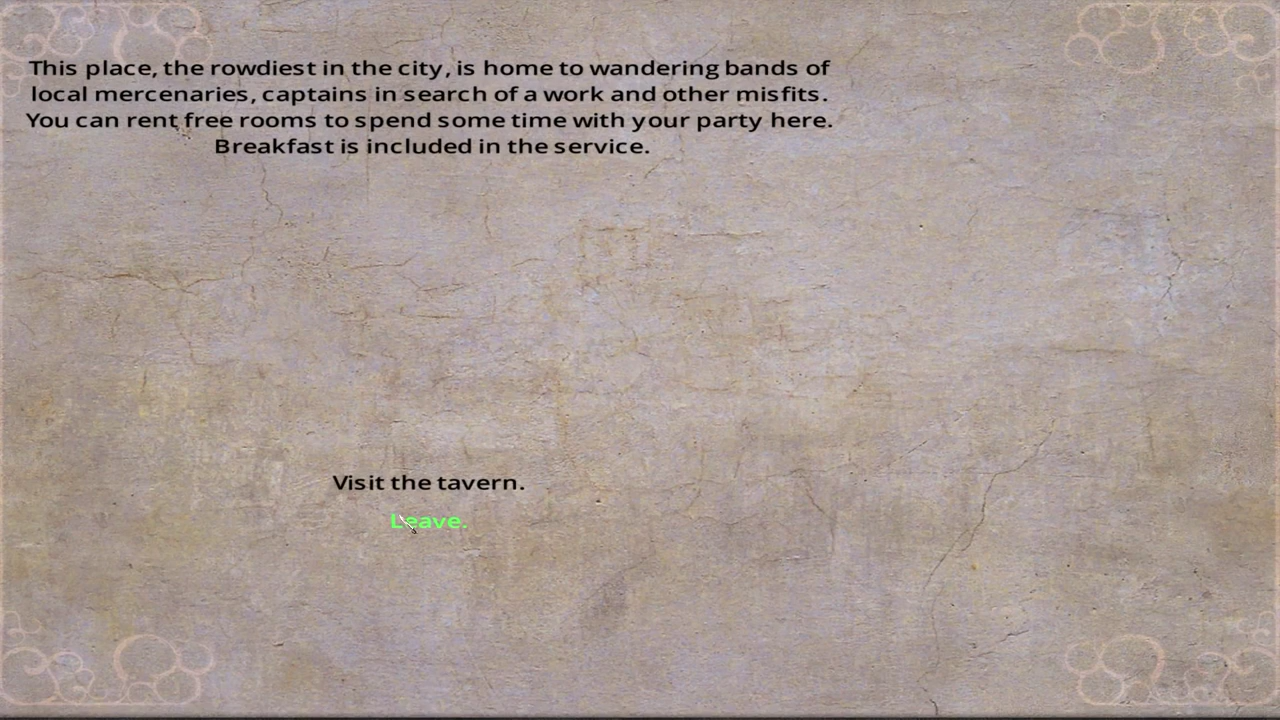 This place, the rowdiest in the city, is home to wandering bands of
local mercenaries, captains in search of a work and other misfits.
You can rent free rooms to spend some time with your party here.
Breakfast is included in the service.
Visit the tavern.
Leave.